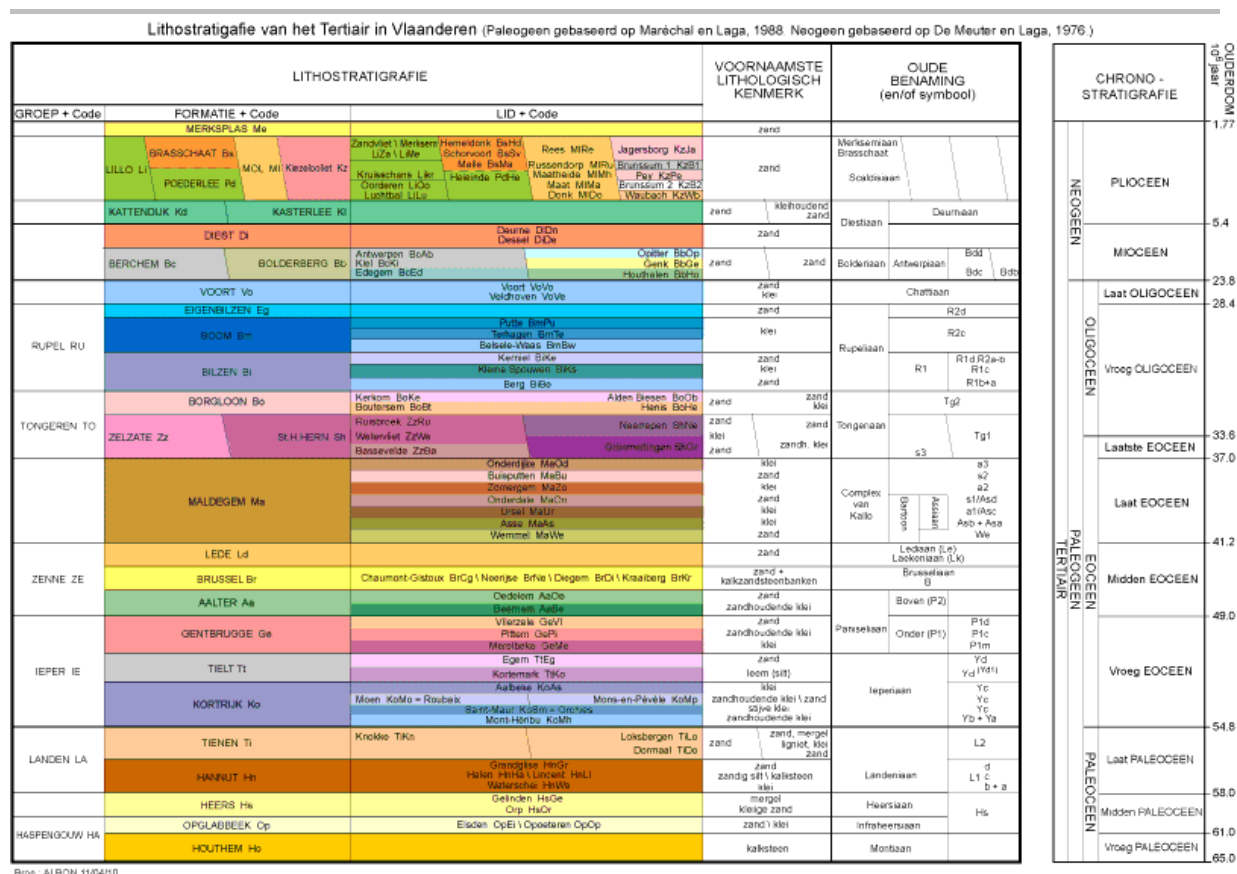 Lithostratigafie van het Tertiair in Vlaanderen (Paleogeen gebaseerd op Maréchal en Laga, 1988. Neogeen gebaseerd op De Meuter en Laga, 1976.)
LITHOSTRATIGRAFIE
VOORNAAMSTE LITHOLOGISCH KENMERK
OUDE BENAMING (en/of symbool)
CHRONO - STRATIGRAFIE
OUDERDOM 10⁶ jaar
GROEP + Code FORMATIE + Code LID + Code
MERKSPLAS Me zand 1.77
LILLO Li BRASSCHAAT Bs POEDERLEE Pd MOL Ml Kiezeloöliet Kz
Zandvliet \ Merksem
LiZa \ LiMe
Kruisschans Likr
Oorderen LiOo
Luchtbal LiLu
Hemeldonk BsHd
Schorvoort BsSv
Malle BsMa
Heieinde PdHe
Rees MlRe
Russendorp MlRu
Maatheide MlMh
Maat MlMa
Donk MlDo
Jagersborg KzJa
Brunssum 1 KzB1
Pey KzPe
Brunssum 2 KzB2
Waubach KzWb
zand
Merksemiaan
Brasschaat
Scaldisiaan
NEOGEEN PLIOCEEN
KATTENDIJK Kd KASTERLEE Kl zand kleihoudend zand Diestiaan Deurniaan 5.4
DIEST Di Deurne DiDn Dessel DiDe zand
MIOCEEN
BERCHEM Bc BOLDERBERG Bb
Antwerpen BcAb Opitter BbOp
Kiel BcKi Genk BbGe
Edegem BcEd Houthalen BbHo
zand zand Bolderiaan Antwerpiaan Bdd Bdc Bdb
23.8
VOORT Vo Voort VoVo Veldhoven VoVe zand klei Chattiaan Laat OLIGOCEEN
28.4
RUPEL RU
EIGENBILZEN Eg zand R2d
BOOM Bm
Putte BmPu
Terhagen BmTe
Belsele-Waas BmBw
klei Rupeliaan R2c
OLIGOCEEN Vroeg OLIGOCEEN
BILZEN Bi
Kerniel BiKe zand R1d R2a-b
Kleine Spouwen BiKs klei R1 R1c
Berg BiBe zand R1b+a
TONGEREN TO
BORGLOON Bo
Kerkom BoKe Alden Biesen BoOb zand zand
Boutersem BoBt Henis BoHe klei Tg2
33.6
ZELZATE Zz St.H.HERN Sh
Ruisbroek ZzRu Neerrepen ShNe zand zand
Watervliet ZzWa Grimmertingen ShGr klei zandh. klei
Bassevelde ZzBa zand
Tongeriaan Tg1 s3
Laatste EOCEEN
37.0
MALDEGEM Ma
Onderdijke MaOd klei a3
Buisputten MaBu zand s2
Zomergem MaZo klei a2
Onderdale MaOn zand s1/Asd
Ursel MaUr klei a1/Asc
Asse MaAs klei Asb + Asa
Wemmel MaWe zand We
Complex van Kallo Bartoon Assiaan
Laat EOCEEN
41.2
ZENNE ZE
LEDE Ld zand Lediaan (Le) Laekeniaan (Lk)
BRUSSEL Br Chaumont-Gistoux BrCg \ Neerijse BrNe \ Diegem BrDi \ Kraaiberg BrKr zand + kalkzandsteenbanken Brusseliaan B
TERTIAIR PALEOGEEN EOCEEN Midden EOCEEN
AALTER Aa
Oedelem AaOe zand
Beernem AaBe zandhoudende klei
Boven (P2)
49.0
IEPER IE
GENTBRUGGE Ge
Vlierzele GeVl zand P1d
Pittem GePi zandhoudende klei P1c
Merelbeke GeMe klei P1m
Paniseliaan Onder (P1)
TIELT Tt
Egem TtEg zand Yd
Kortemark TtKo leem (silt) Yd (Yd1)
Vroeg EOCEEN
KORTRIJK Ko
Aalbeke KoAa klei Yc
Moen KoMo = Roubaix Mons-en-Pévèle KoMp zandhoudende klei \ zand Yc
Saint-Maur KoSm = Orchies stijve klei Yc
Mont-Héribu KoMh zandhoudende klei Yb + Ya
Ieperiaan
54.8
LANDEN LA
TIENEN Ti
Knokke TiKn Loksbergen TiLo Dormaal TiDo
zand zand, mergel ligniet, klei zand
L2
HANNUT Hn
Grandglise HnGr zand d
Halen HnHa \ Lincent HnLi zandig silt \ kalksteen L1 c
Waterschei HnWa klei b + a
Landeniaan
PALEOCEEN Laat PALEOCEEN
58.0
HEERS Hs
Gelinden HsGe mergel
Orp HsOr kleiige zand
Heersiaan Hs
Midden PALEOCEEN
HASPENGOUW HA
OPGLABBEEK Op Eisden OpEi \ Opoeteren OpOp zand \ klei Infraheersiaan
61.0
HOUTHEM Ho kalksteen Montiaan Vroeg PALEOCEEN
65.0
Bron : ALBON 11/04/10